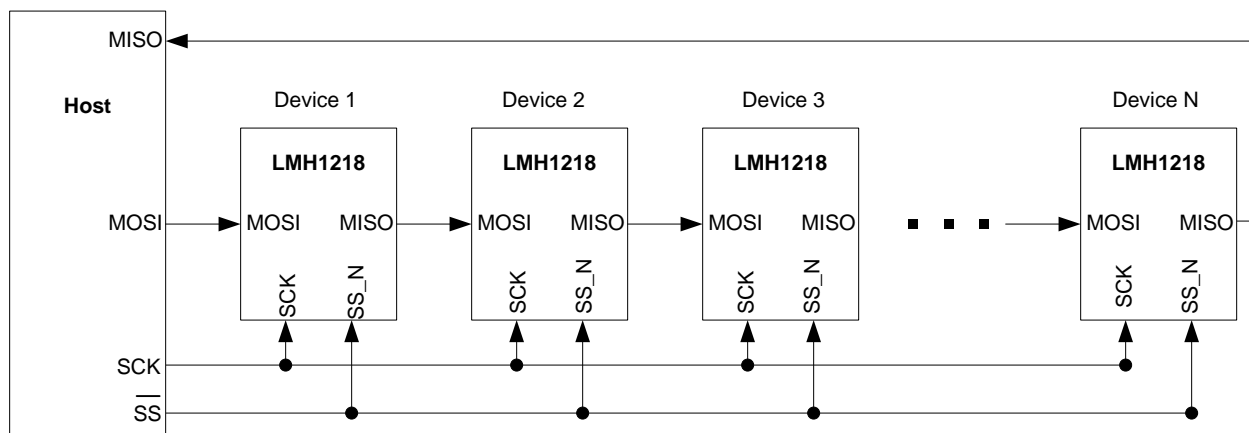 MISO
Host
Device 1
Device 2
Device 3
Device N
LMH1218
LMH1218
LMH1218
LMH1218
MOSI
MOSI MISO
MOSI MISO
MOSI MISO
MOSI MISO
SCK SS_N
SCK SS_N
SCK SS_N
SCK SS_N
SCK
S̅S̅